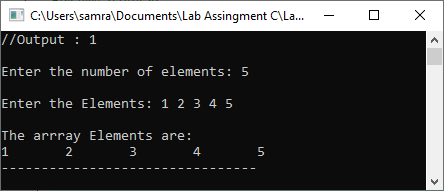 C:\Users\samra\Documents\Lab Assingment C\La...
//Output : 1
Enter the number of elements: 5
Enter the Elements: 1 2 3 4 5
The arrray Elements are:
1 2 3 4 5
--------------------------------